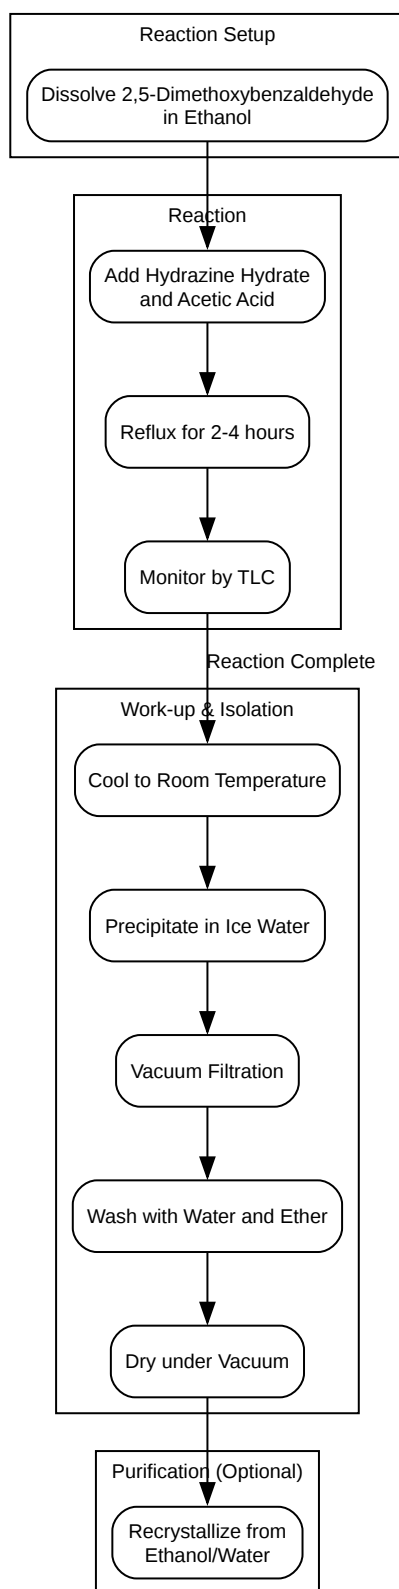 Reaction Setup
Dissolve 2,5-Dimethoxybenzaldehyde
in Ethanol
Reaction
Add Hydrazine Hydrate
and Acetic Acid
Reflux for 2-4 hours
Monitor by TLC
Reaction Complete
Work-up & Isolation
Cool to Room Temperature
Precipitate in Ice Water
Vacuum Filtration
Wash with Water and Ether
Dry under Vacuum
Purification (Optional)
Recrystallize from
Ethanol/Water